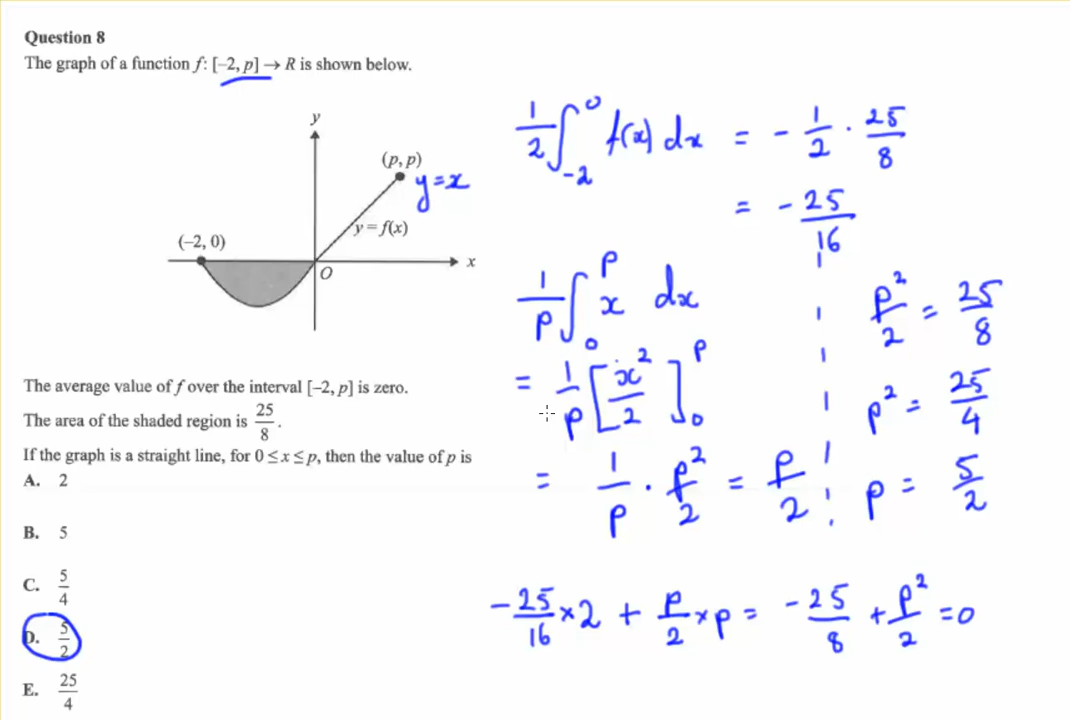 Question 8
The graph of a function f: [–2, p] → R is shown below.
y
(p, p)
y=x
y = f(x)
(–2, 0)
x
O
The average value of f over the interval [–2, p] is zero.
The area of the shaded region is 25/8.
If the graph is a straight line, for 0 ≤ x ≤ p, then the value of p is
A. 2
B. 5
C. 5/4
D. 5/2
E. 25/4
1/2 ∫_{-2}^{0} f(x) dx = - 1/2 · 25/8
= - 25/16
1/p ∫_{0}^{p} x dx
= 1/p [x²/2]_{0}^{p}
= 1/p · p²/2 = p/2
p²/2 = 25/8
p² = 25/4
p = 5/2
-25/16 × 2 + p/2 × p = -25/8 + p²/2 = 0